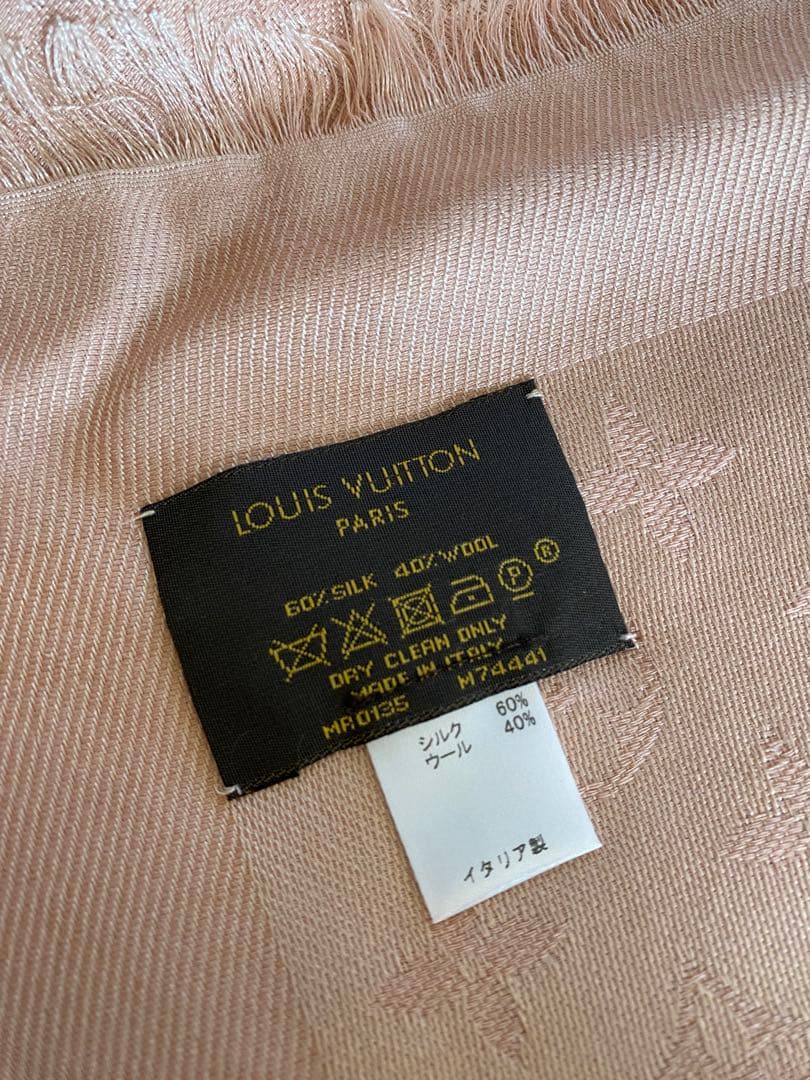 LOUIS VUITTON
PARIS
60% SILK 40% WOOL
P ®
DRY CLEAN ONLY
MADE IN ITALY
MR0135 M74441
シルク 60%
ウール 40%
イタリア製